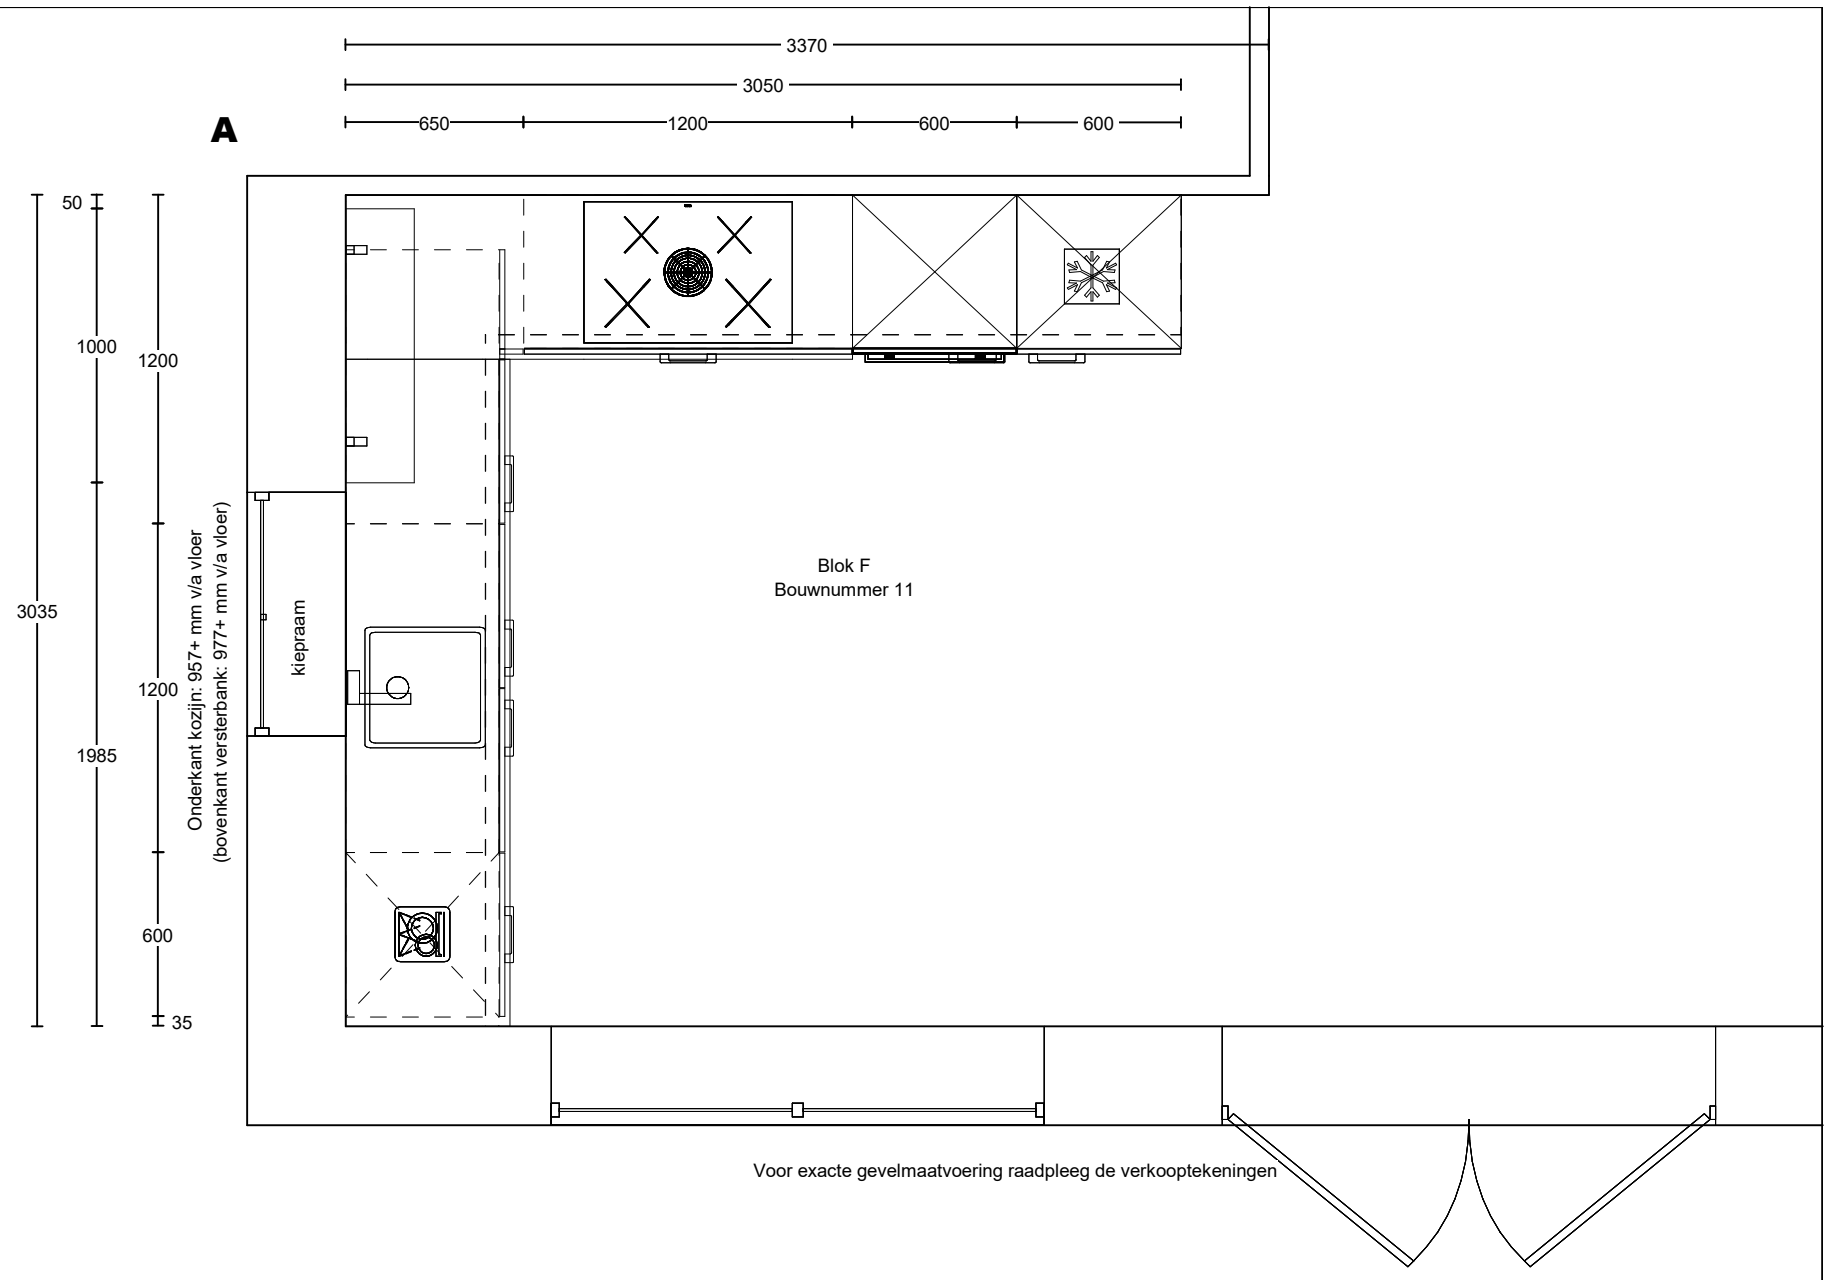 3370
3050
650 1200 600 600
A
50
1000
1200
3035
1985
1200
600
35
Onderkant kozijn: 957+ mm v/a vloer
(bovenkant versterbank: 977+ mm v/a vloer)
kiepraam
Blok F
Bouwnummer 11
Voor exacte gevelmaatvoering raadpleeg de verkooptekeningen